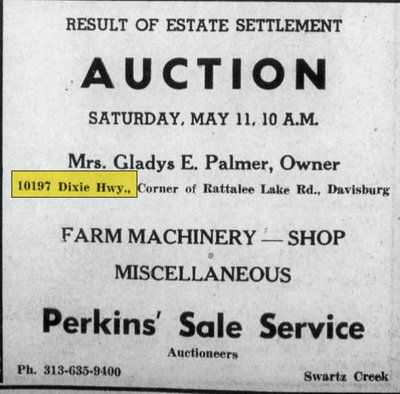 RESULT OF ESTATE SETTLEMENT
AUCTION
SATURDAY, MAY 11, 10 A.M.
Mrs. Gladys E. Palmer, Owner
10197 Dixie Hwy., Corner of Rattalee Lake Rd., Davisburg
FARM MACHINERY — SHOP
MISCELLANEOUS
Perkins' Sale Service
Auctioneers
Ph. 313-635-9400 Swartz Creek